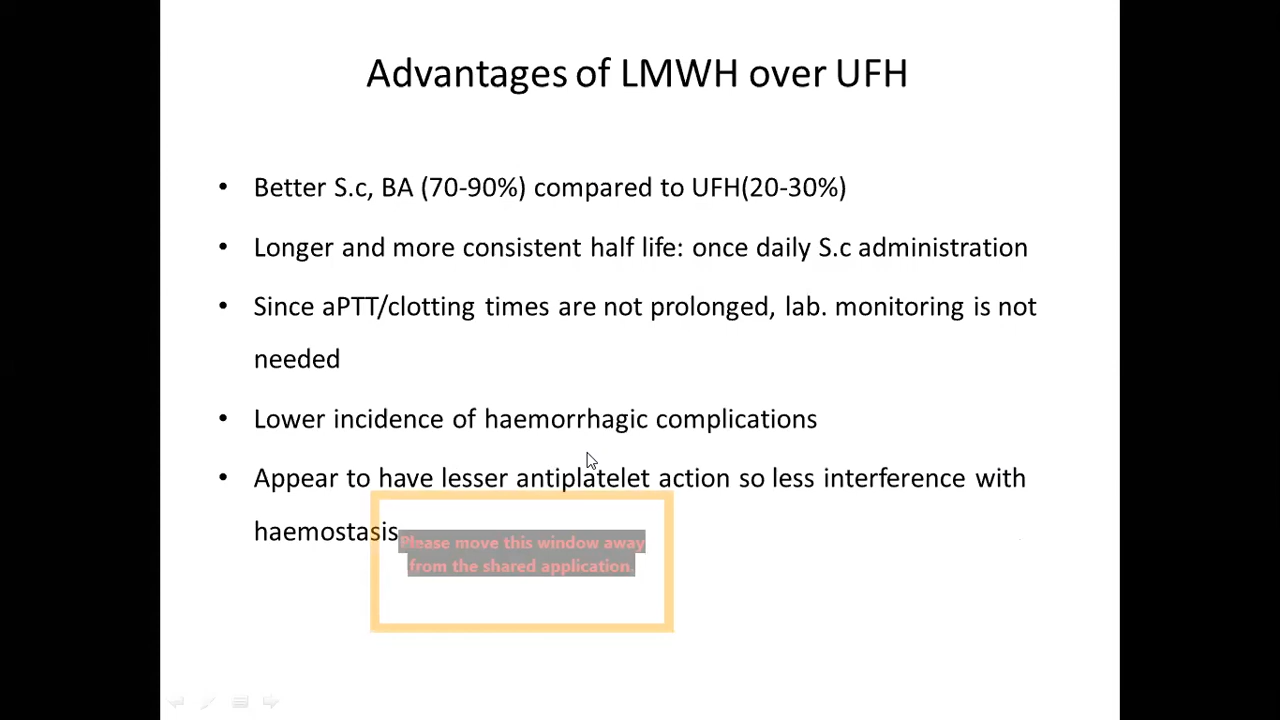 Advantages of LMWH over UFH
• Better S.c, BA (70-90%) compared to UFH(20-30%)
• Longer and more consistent half life: once daily S.c administration
• Since aPTT/clotting times are not prolonged, lab. monitoring is not
needed
• Lower incidence of haemorrhagic complications
• Appear to have lesser antiplatelet action so less interference with
haemostasis
Please move this window away
from the shared application.